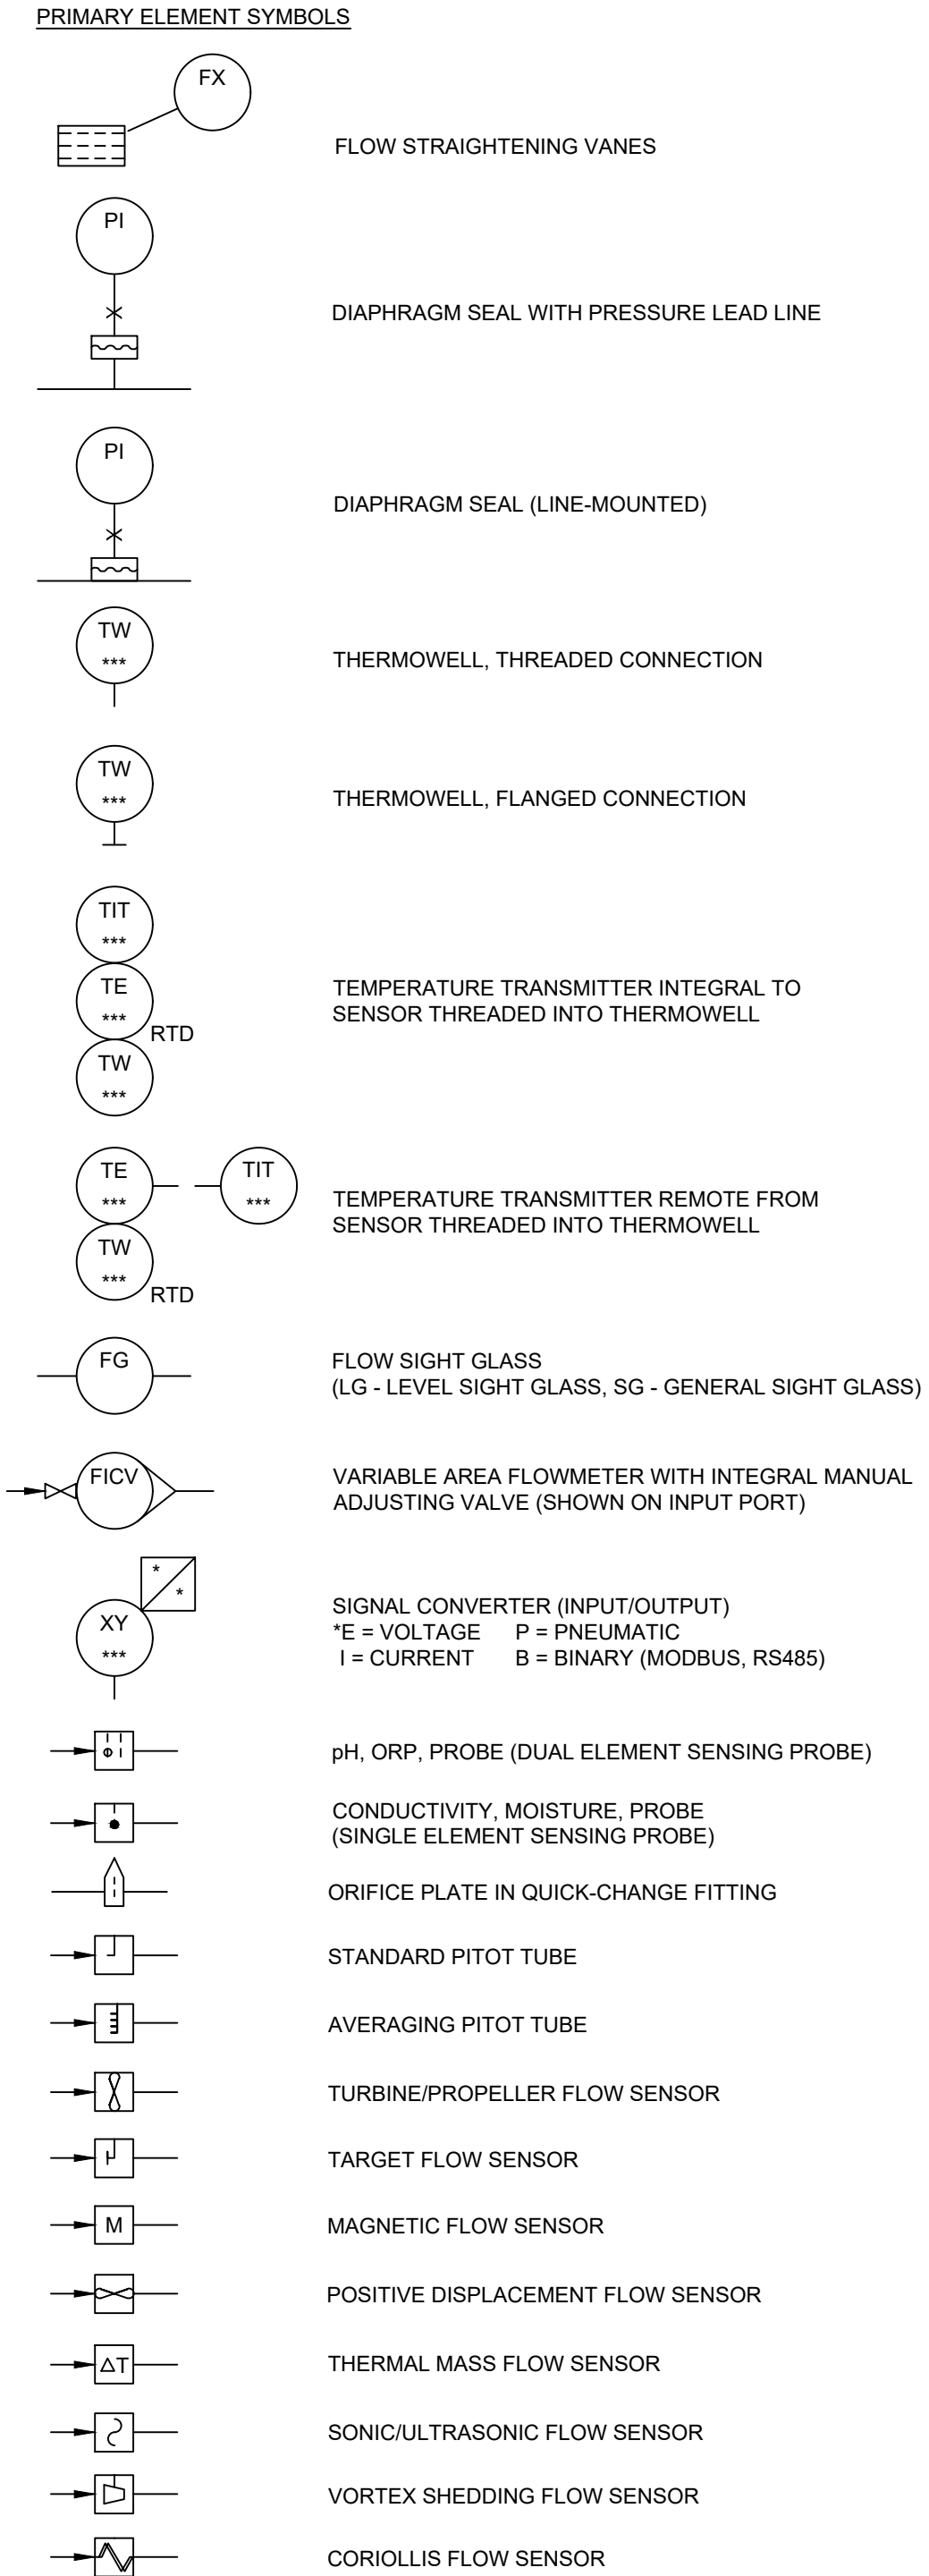 PRIMARY ELEMENT SYMBOLS
FX
FLOW STRAIGHTENING VANES
PI
DIAPHRAGM SEAL WITH PRESSURE LEAD LINE
PI
DIAPHRAGM SEAL (LINE-MOUNTED)
TW
***
THERMOWELL, THREADED CONNECTION
TW
***
THERMOWELL, FLANGED CONNECTION
TIT
***
TE
***
RTD
TW
***
TEMPERATURE TRANSMITTER INTEGRAL TO
SENSOR THREADED INTO THERMOWELL
TE
***
TIT
***
TW
***
RTD
TEMPERATURE TRANSMITTER REMOTE FROM
SENSOR THREADED INTO THERMOWELL
FG
FLOW SIGHT GLASS
(LG - LEVEL SIGHT GLASS, SG - GENERAL SIGHT GLASS)
FICV
VARIABLE AREA FLOWMETER WITH INTEGRAL MANUAL
ADJUSTING VALVE (SHOWN ON INPUT PORT)
*
*
XY
***
SIGNAL CONVERTER (INPUT/OUTPUT)
*E = VOLTAGE P = PNEUMATIC
I = CURRENT B = BINARY (MODBUS, RS485)
pH, ORP, PROBE (DUAL ELEMENT SENSING PROBE)
CONDUCTIVITY, MOISTURE, PROBE
(SINGLE ELEMENT SENSING PROBE)
ORIFICE PLATE IN QUICK-CHANGE FITTING
STANDARD PITOT TUBE
AVERAGING PITOT TUBE
TURBINE/PROPELLER FLOW SENSOR
TARGET FLOW SENSOR
M
MAGNETIC FLOW SENSOR
POSITIVE DISPLACEMENT FLOW SENSOR
ΔT
THERMAL MASS FLOW SENSOR
SONIC/ULTRASONIC FLOW SENSOR
VORTEX SHEDDING FLOW SENSOR
CORIOLLIS FLOW SENSOR